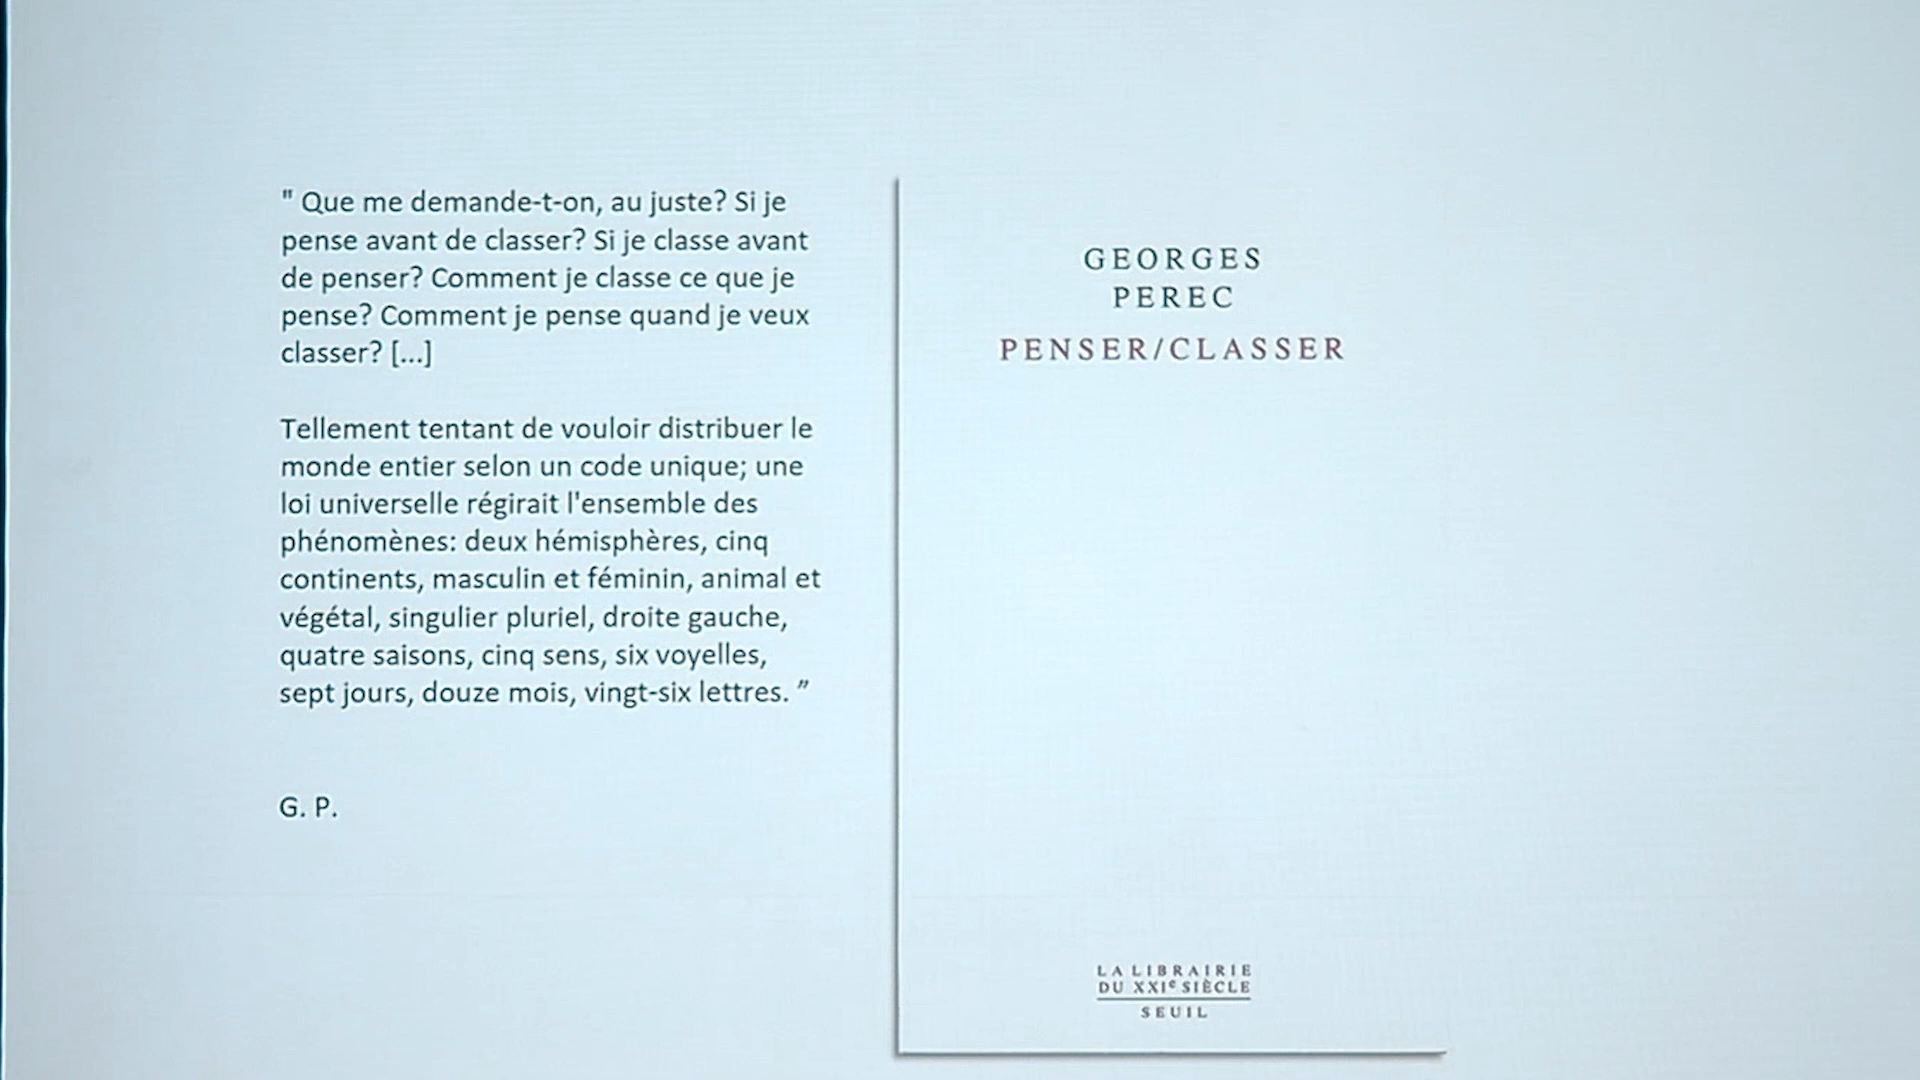 " Que me demande-t-on, au juste? Si je
pense avant de classer? Si je classe avant
de penser? Comment je classe ce que je
pense? Comment je pense quand je veux
classer? [...]
Tellement tentant de vouloir distribuer le
monde entier selon un code unique; une
loi universelle régirait l'ensemble des
phénomènes: deux hémisphères, cinq
continents, masculin et féminin, animal et
végétal, singulier pluriel, droite gauche,
quatre saisons, cinq sens, six voyelles,
sept jours, douze mois, vingt-six lettres. ”
G. P.
GEORGES
PEREC
PENSER/CLASSER
LA LIBRAIRIE
DU XXIe SIÈCLE
SEUIL